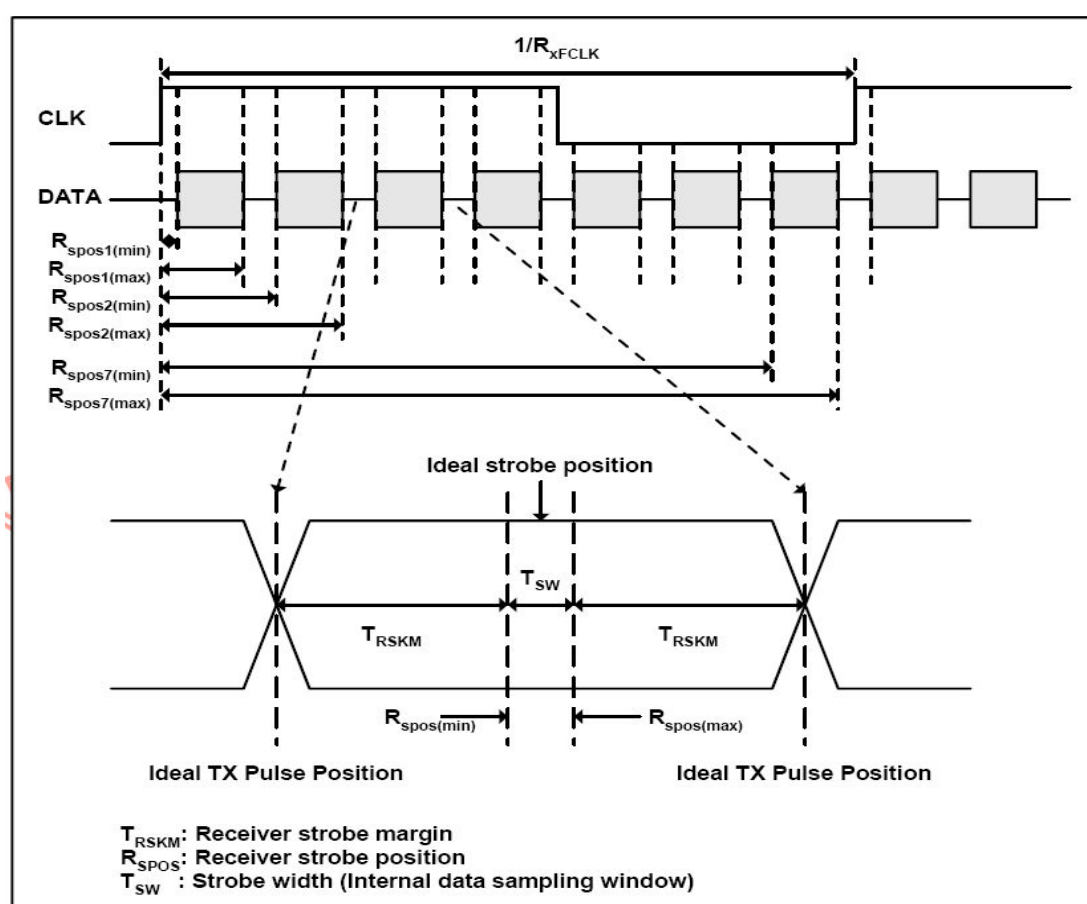 1/RxFCLK
CLK
DATA
Rspos1(min)
Rspos1(max)
Rspos2(min)
Rspos2(max)
Rspos7(min)
Rspos7(max)
Ideal strobe position
TSW
TRSKM TRSKM
Rspos(min) Rspos(max)
Ideal TX Pulse Position Ideal TX Pulse Position
TRSKM: Receiver strobe margin
RSPOS: Receiver strobe position
TSW : Strobe width (Internal data sampling window)